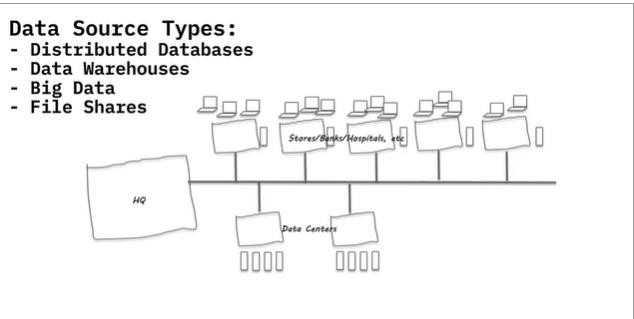 Data Source Types:
- Distributed Databases
- Data Warehouses
- Big Data
- File Shares
Stores/Banks/Hospitals, etc
HQ
Data Centers